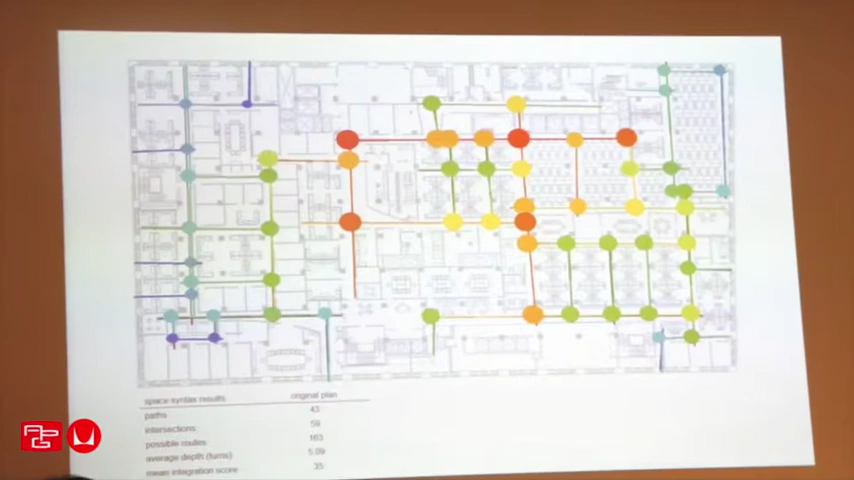 space syntax results original plan
paths 43
intersections: 59
possible routes 163
average depth (turns) 5.09
mean integration score 35